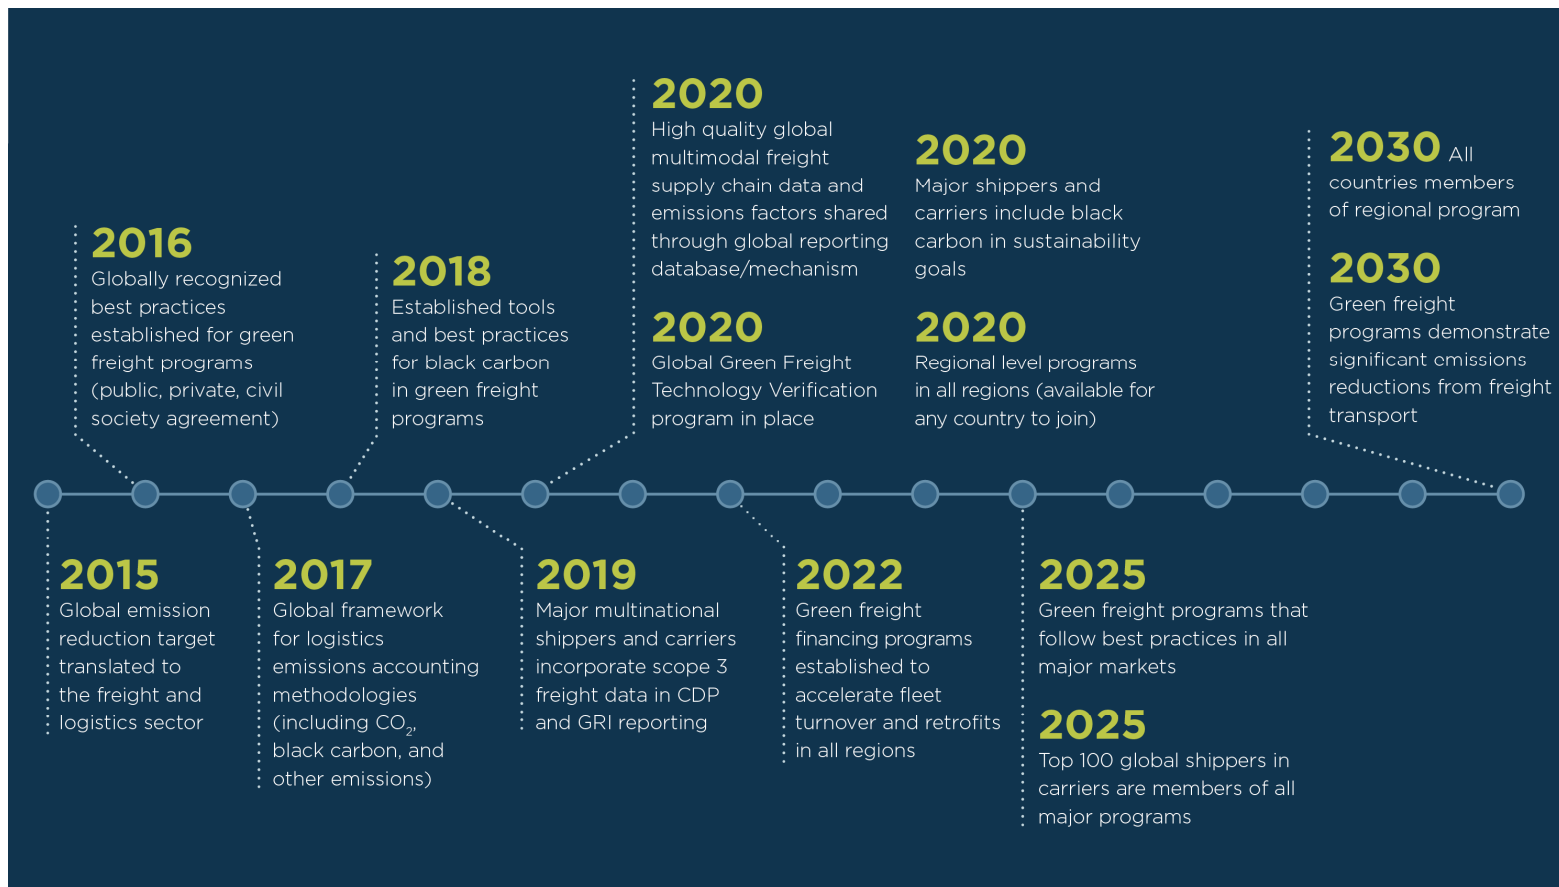 2016
Globally recognized
best practices
established for green
freight programs
(public, private, civil
society agreement)
2018
Established tools
and best practices
for black carbon
in green freight
programs
2020
High quality global
multimodal freight
supply chain data and
emissions factors shared
through global reporting
database/mechanism
2020
Global Green Freight
Technology Verification
program in place
2020
Major shippers and
carriers include black
carbon in sustainability
goals
2020
Regional level programs
in all regions (available for
any country to join)
2030 All
countries members
of regional program
2030
Green freight
programs demonstrate
significant emissions
reductions from freight
transport
2015
Global emission
reduction target
translated to
the freight and
logistics sector
2017
Global framework
for logistics
emissions accounting
methodologies
(including CO₂,
black carbon, and
other emissions)
2019
Major multinational
shippers and carriers
incorporate scope 3
freight data in CDP
and GRI reporting
2022
Green freight
financing programs
established to
accelerate fleet
turnover and retrofits
in all regions
2025
Green freight programs that
follow best practices in all
major markets
2025
Top 100 global shippers in
carriers are members of all
major programs